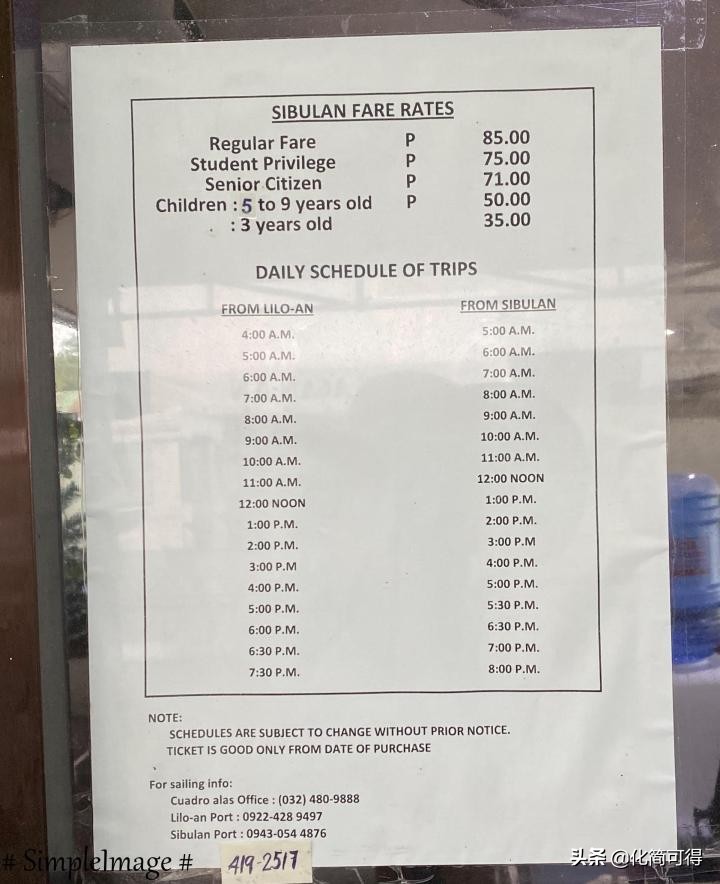 SIBULAN FARE RATES
Regular Fare P 85.00
Student Privilege P 75.00
Senior Citizen P 71.00
Children : 5 to 9 years old P 50.00
: 3 years old 35.00
DAILY SCHEDULE OF TRIPS
FROM LILO-AN FROM SIBULAN
4:00 A.M. 5:00 A.M.
5:00 A.M. 6:00 A.M.
6:00 A.M. 7:00 A.M.
7:00 A.M. 8:00 A.M.
8:00 A.M. 9:00 A.M.
9:00 A.M. 10:00 A.M.
10:00 A.M. 11:00 A.M.
11:00 A.M. 12:00 NOON
12:00 NOON 1:00 P.M.
1:00 P.M. 2:00 P.M.
2:00 P.M. 3:00 P.M
3:00 P.M 4:00 P.M.
4:00 P.M. 5:00 P.M.
5:00 P.M. 5:30 P.M.
6:00 P.M. 6:30 P.M.
6:30 P.M. 7:00 P.M.
7:30 P.M. 8:00 P.M.
NOTE:
SCHEDULES ARE SUBJECT TO CHANGE WITHOUT PRIOR NOTICE.
TICKET IS GOOD ONLY FROM DATE OF PURCHASE
For sailing info:
Cuadro alas Office : (032) 480-9888
Lilo-an Port : 0922-428 9497
Sibulan Port : 0943-054 4876
419-2517
# SimpleImage #
头条 @化简可得